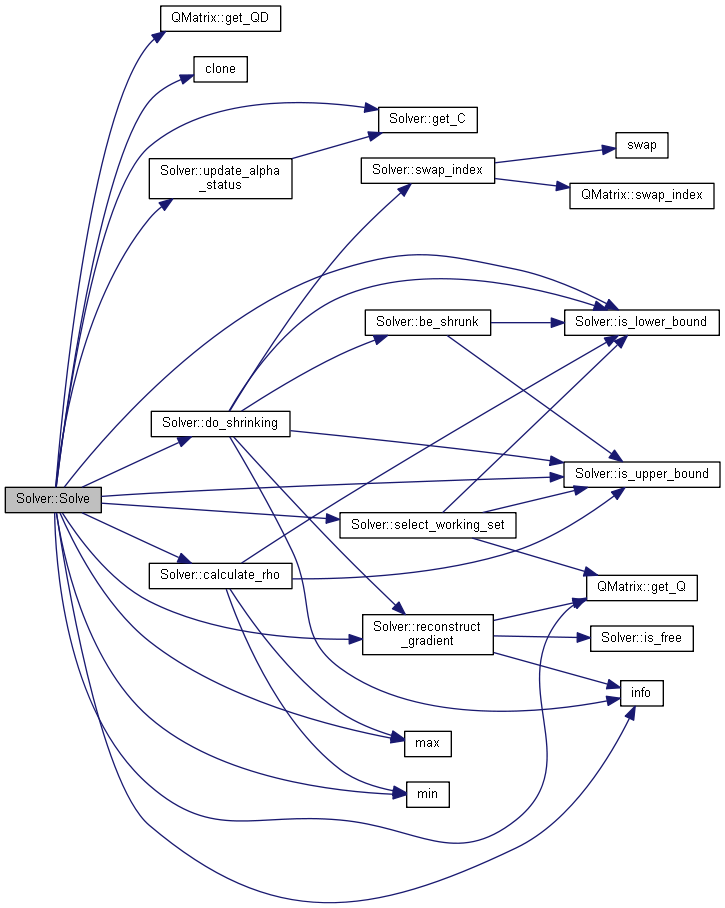 QMatrix::get_QD
clone
Solver::get_C
swap
Solver::update_alpha
_status
Solver::swap_index
QMatrix::swap_index
Solver::be_shrunk
Solver::is_lower_bound
Solver::do_shrinking
Solver::is_upper_bound
Solver::Solve
Solver::select_working_set
Solver::calculate_rho
QMatrix::get_Q
Solver::reconstruct
_gradient
Solver::is_free
info
max
min